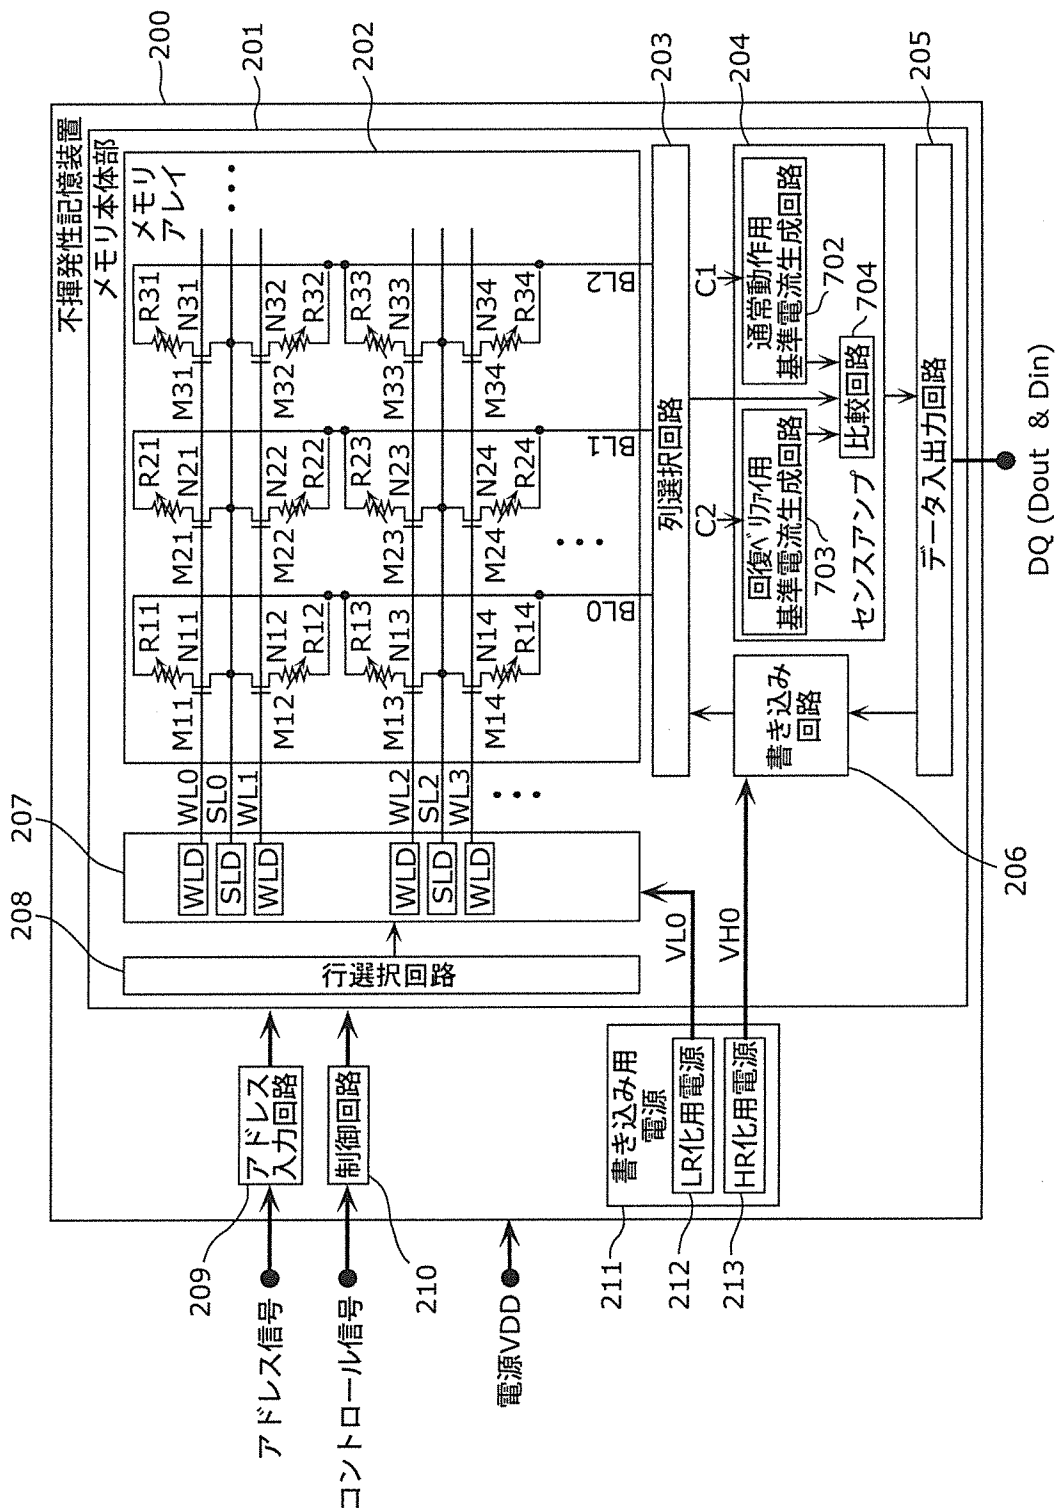 不揮発性記憶装置
200
メモリ本体部
201
メモリ
アレイ
202
208
207
行選択回路
WLD
SLD
WLD
WLD
SLD
WLD
WL0
SL0
WL1
WL2
SL2
WL3
R11
M11
N11
M12
N12
R12
R13
M13
N13
M14
N14
R14
BL0
R21
M21
N21
M22
N22
R22
R23
M23
N23
M24
N24
R24
BL1
R31
M31
N31
M32
N32
R32
R33
M33
N33
M34
N34
R34
BL2
列選択回路
203
C2
C1
204
回復ベリファイ用
基準電流生成回路
703
通常動作用
基準電流生成回路
702
比較回路
704
センスアンプ
書き込み
回路
206
データ入出力回路
205
DQ (Dout & Din)
アドレス信号
アドレス
入力回路
209
コントロール信号
制御回路
210
電源VDD
書き込み用
電源
211
LR化用電源
212
HR化用電源
213
VL0
VH0